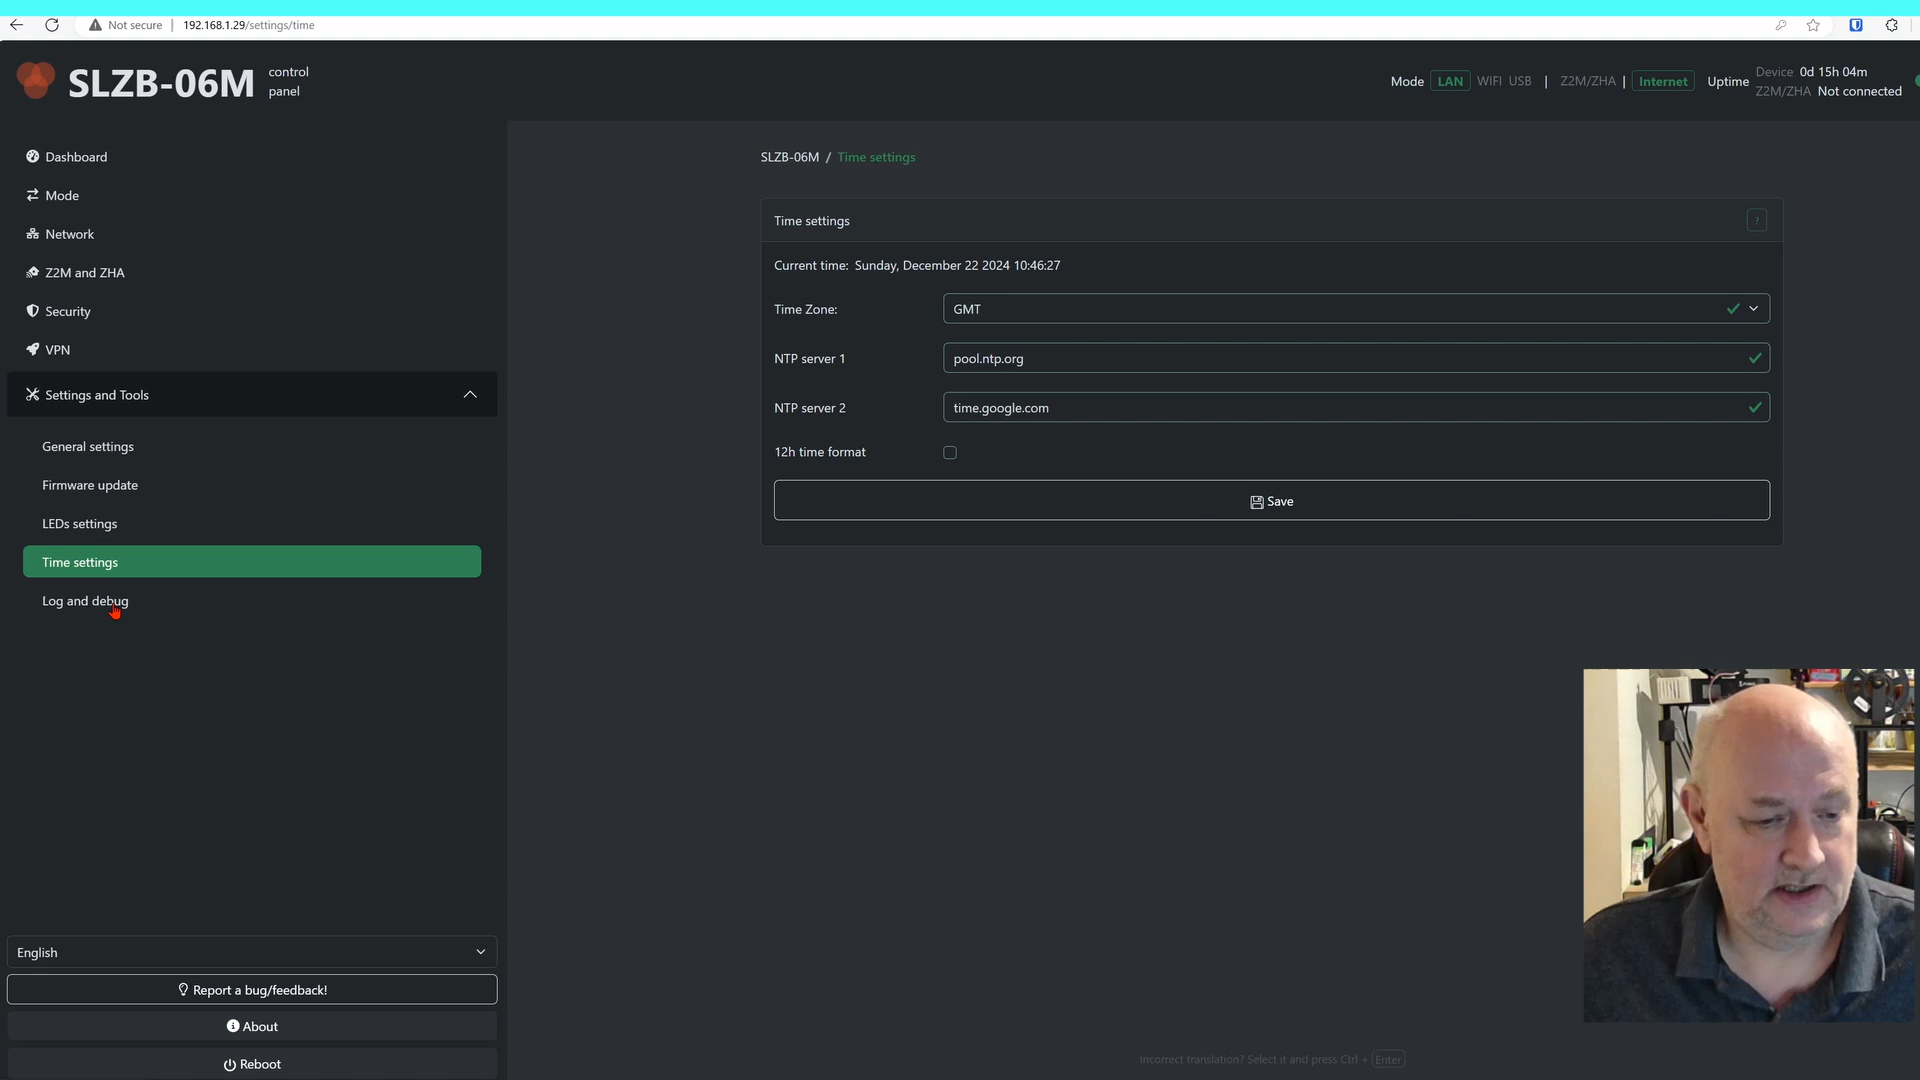 Not secure
192.168.1.29/settings/time
SLZB-06M
control
panel
Mode
LAN
WIFI
USB
|
Z2M/ZHA
|
Internet
Uptime
Device 0d 15h 04m
Z2M/ZHA Not connected
Dashboard
Mode
Network
Z2M and ZHA
Security
VPN
Settings and Tools
General settings
Firmware update
LEDs settings
Time settings
Log and debug
English
Report a bug/feedback!
About
Reboot
SLZB-06M / Time settings
Time settings
?
Current time: Sunday, December 22 2024 10:46:27
Time Zone:
GMT
NTP server 1
pool.ntp.org
NTP server 2
time.google.com
12h time format
Save
Incorrect translation? Select it and press Ctrl + Enter